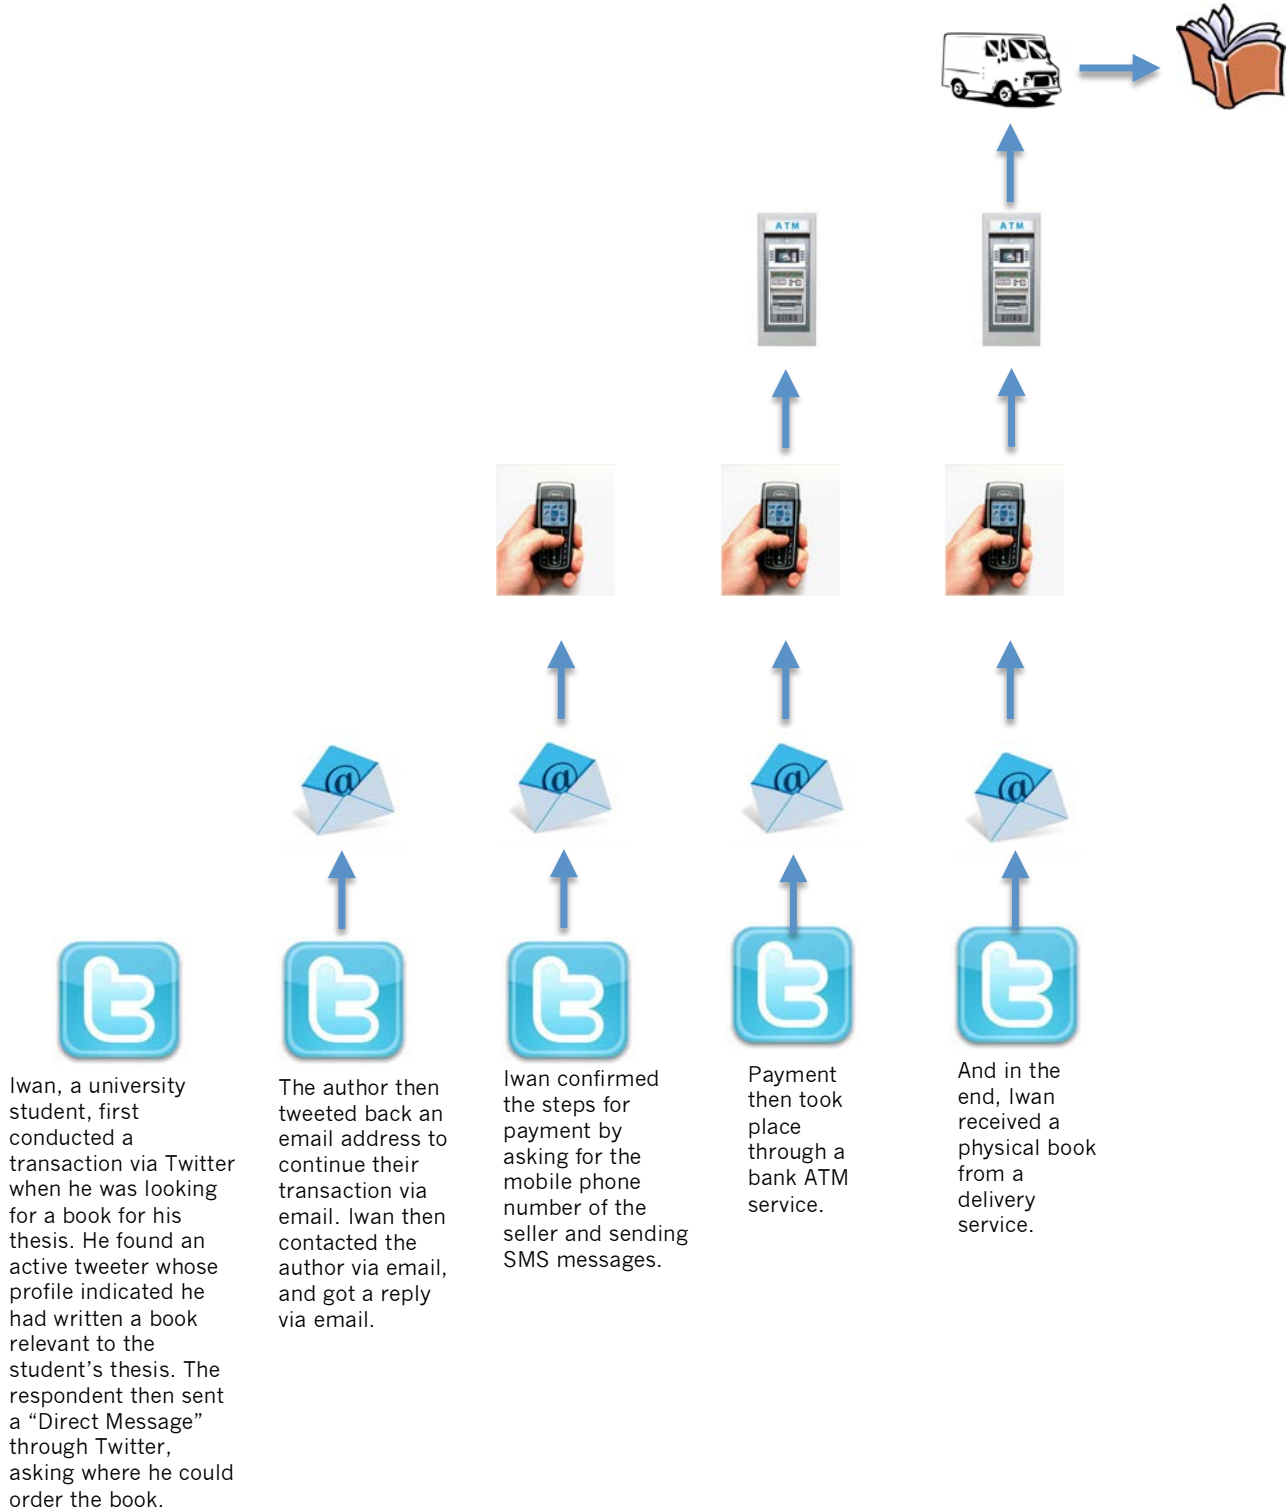 ATM
ATM
Iwan, a university
student, first
conducted a
transaction via Twitter
when he was looking
for a book for his
thesis. He found an
active tweeter whose
profile indicated he
had written a book
relevant to the
student’s thesis. The
respondent then sent
a “Direct Message”
through Twitter,
asking where he could
order the book.
The author then
tweeted back an
email address to
continue their
transaction via
email. Iwan then
contacted the
author via email,
and got a reply
via email.
Iwan confirmed
the steps for
payment by
asking for the
mobile phone
number of the
seller and sending
SMS messages.
Payment
then took
place
through a
bank ATM
service.
And in the
end, Iwan
received a
physical book
from a
delivery
service.